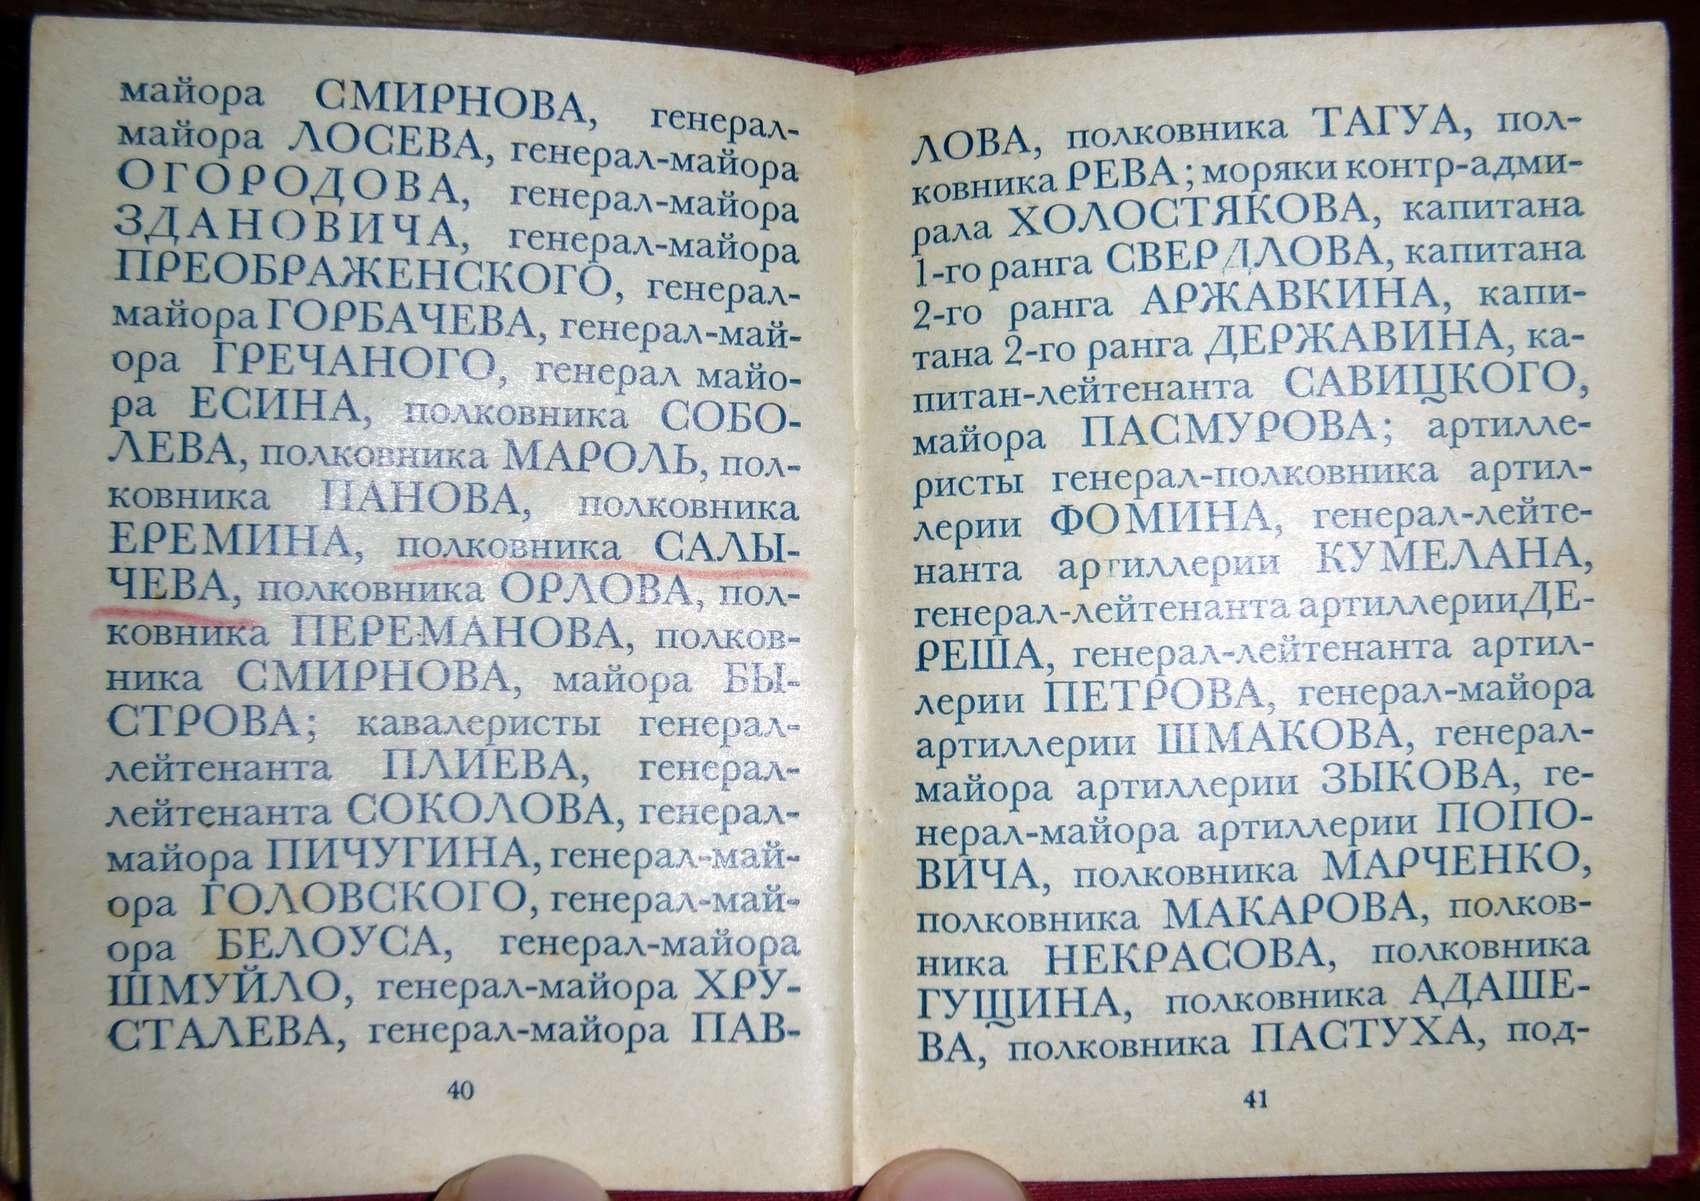 майора СМИРНОВА, генерал-
майора ЛОСЕВА, генерал-майора
ОГОРОДОВА, генерал-майора
ЗДАНОВИЧА, генерал-майора
ПРЕОБРАЖЕНСКОГО, генерал-
майора ГОРБАЧЕВА, генерал-май-
ора ГРЕЧАНОГО, генерал майо-
ра ЕСИНА, полковника СОБО-
ЛЕВА, полковника МАРОЛЬ, пол-
ковника ПАНОВА, полковника
ЕРЕМИНА, полковника САЛЫ-
ЧЕВА, полковника ОРЛОВА, пол-
ковника ПЕРЕМАНОВА, полков-
ника СМИРНОВА, майора БЫ-
СТРОВА; кавалеристы генерал-
лейтенанта ПЛИЕВА, генерал-
лейтенанта СОКОЛОВА, генерал-
майора ПИЧУГИНА, генерал-май-
ора ГОЛОВСКОГО, генерал-май-
ора БЕЛОУСА, генерал-майора
ШМУЙЛО, генерал-майора ХРУ-
СТАЛЕВА, генерал-майора ПАВ-
40
ЛОВА, полковника ТАГУА, пол-
ковника РЕВА; моряки контр-адми-
рала ХОЛОСТЯКОВА, капитана
1-го ранга СВЕРДЛОВА, капитана
2-го ранга АРЖАВКИНА, капи-
тана 2-го ранга ДЕРЖАВИНА, ка-
питан-лейтенанта САВИЦКОГО,
майора ПАСМУРОВА; артилле-
ристы генерал-полковника артил-
лерии ФОМИНА, генерал-лейте-
нанта артиллерии КУМЕЛАНА,
генерал-лейтенанта артиллерииДЕ-
РЕША, генерал-лейтенанта артил-
лерии ПЕТРОВА, генерал-майора
артиллерии ШМАКОВА, генерал-
майора артиллерии ЗЫКОВА, ге-
нерал-майора артиллерии ПОПО-
ВИЧА, полковника МАРЧЕНКО,
полковника МАКАРОВА, полков-
ника НЕКРАСОВА, полковника
ГУЩИНА, полковника АДАШЕ-
ВА, полковника ПАСТУХА, под-
41